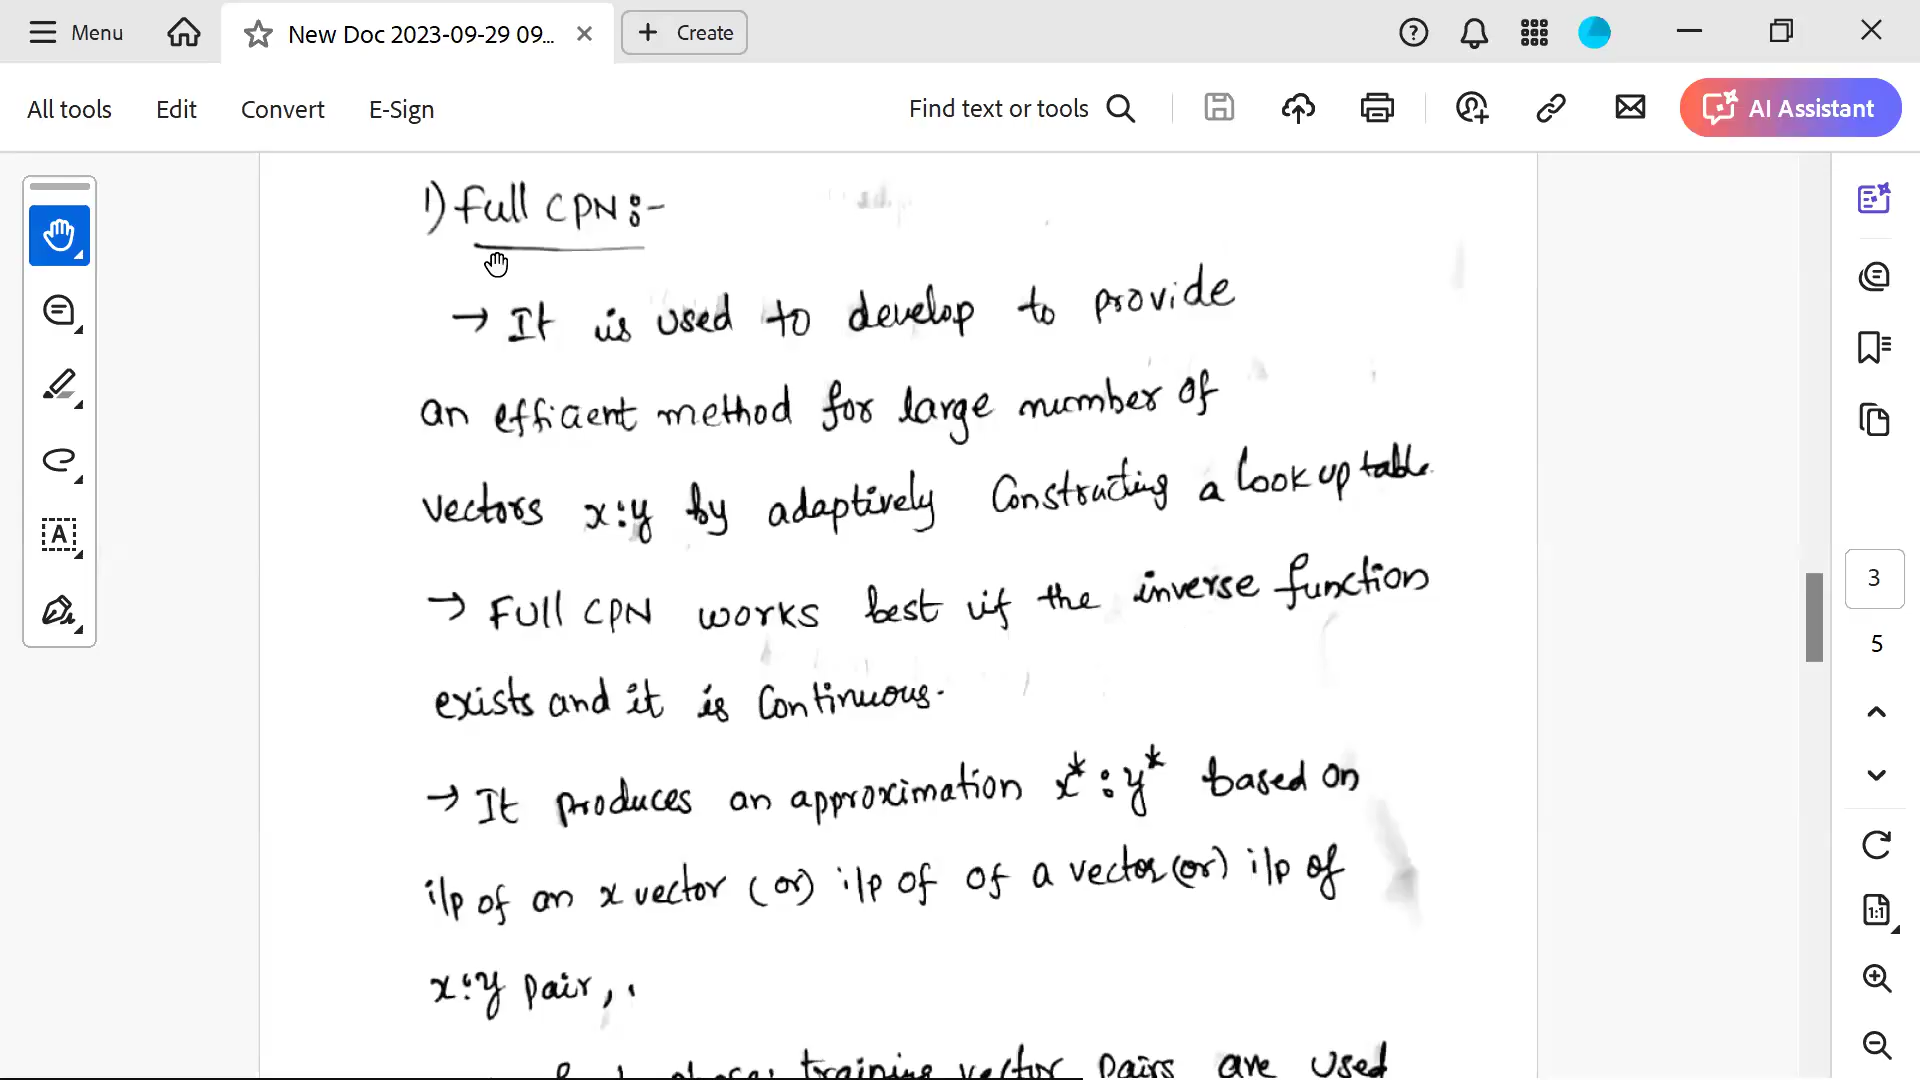 Menu
New Doc 2023-09-29 09...
Create
All tools
Edit
Convert
E-Sign
Find text or tools
AI Assistant
1) Full CPN :-
→ It is used to develop to provide
an efficient method for large number of
vectors x:y by adaptively Constructing a look up table.
→ Full CPN works best if the inverse function
exists and it is Continuous.
→ It produces an approximation x* : y* based on
i/p of an x vector (or) i/p of of a vector (or) i/p of
x:y pair,.
training vector pairs are used
A
3
5
1:1